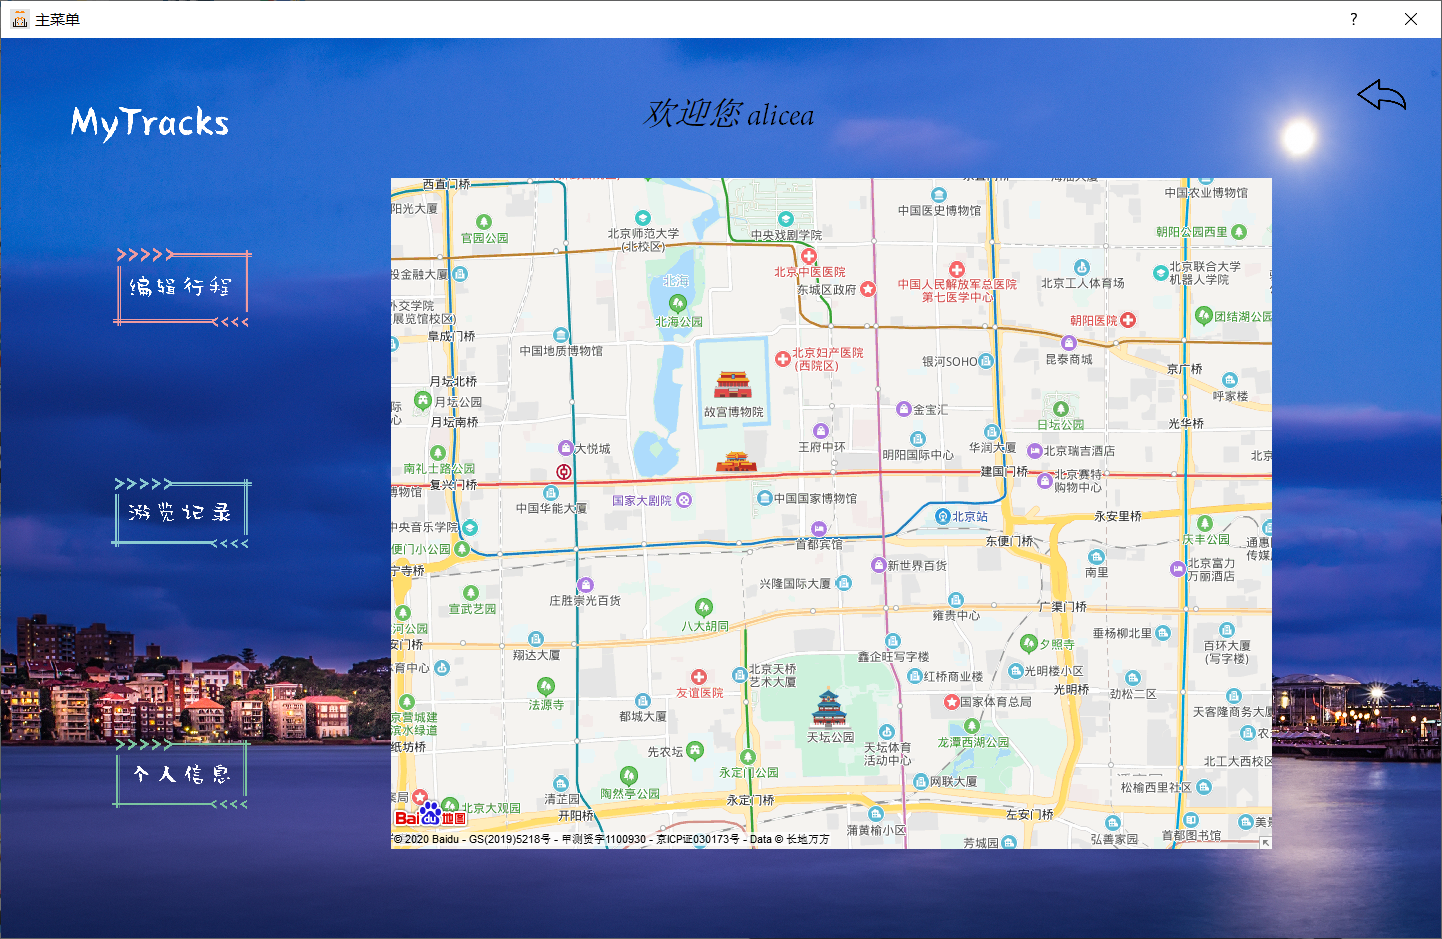 主菜单
?
MyTracks
欢迎您 alicea
编辑行程
游览记录
个人信息
西直门桥
阳光大厦
官园公园
北京师范大学
(北校区)
中央戏剧学院
中国医史博物馆
中国农业博物馆
朝阳公园西里
投金融大厦
北海
北京中医医院
东城区政府
中国人民解放军总医院
第七医学中心
北京工人体育场
北京联合大学
机器人学院
外交学院
展览馆校区)
北海公园
朝阳医院
团结湖公园
阜成门桥
中国地质博物馆
北京妇产医院
(西院区)
银河SOHO
昆泰商城
京广桥
月坛北桥
月坛公园
月坛南桥
故宫博物院
金宝汇
日坛公园
呼家楼
光华桥
大悦城
王府中环
明阳国际中心
华润大厦
北京瑞吉酒店
南礼士路公园
复兴门桥
建国门桥
北京赛特
购物中心
博物馆
中国华能大厦
国家大剧院
中国国家博物馆
北京站
永安里桥
中央音乐学院
便门小公园
首都宾馆
东便门桥
庆丰公园
通惠
传媒
宁寺桥
新世界百货
南里
北京富力
万丽酒店
庄胜崇光百货
兴隆国际大厦
宣武艺园
八大胡同
雍贵中心
广渠门桥
河公园
安门桥
翔达大厦
鑫企旺写字楼
夕照寺
垂杨柳北里
百环大厦
(写字楼)
体育中心
北京天桥
艺术大厦
红桥商业楼
光明楼小区
光明桥
劲松二区
友谊医院
法源寺
都城大厦
国家体育总局
天客隆商务大厦
京营城建
滨水绿道
天坛公园
天坛体育
活动中心
龙潭西湖公园
纸坊桥
先农坛
永定门公园
北工大西校区
陶然亭公园
网联大厦
松榆西里社区
清芷园
永定门桥
北京大观园
开阳桥
左安门桥
蒲黄榆小区
芳城园
弘善家园
首都图书馆
Bai地图
© 2020 Baidu - GS(2019)5218号 - 甲测资字1100930 - 京ICP证030173号 - Data © 长地万方